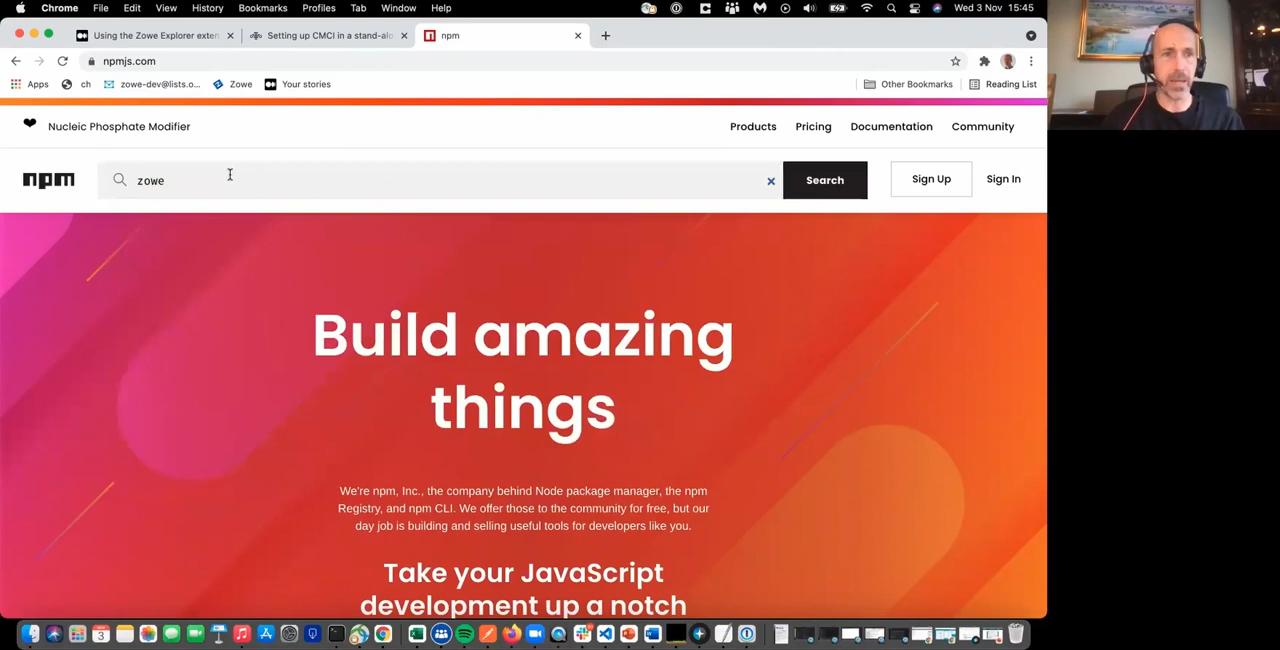 Chrome File Edit View History Bookmarks Profiles Tab Window Help Wed 3 Nov 15:45
Using the Zowe Explorer exten Setting up CMCI in a stand-alo npm
npmjs.com
Apps ch zowe-dev@lists.o... Zowe Your stories Other Bookmarks Reading List
Nucleic Phosphate Modifier Products Pricing Documentation Community
npm zowe Search Sign Up Sign In
Build amazing
things
We're npm, Inc., the company behind Node package manager, the npm
Registry, and npm CLI. We offer those to the community for free, but our
day job is building and selling useful tools for developers like you.
Take your JavaScript
development up a notch